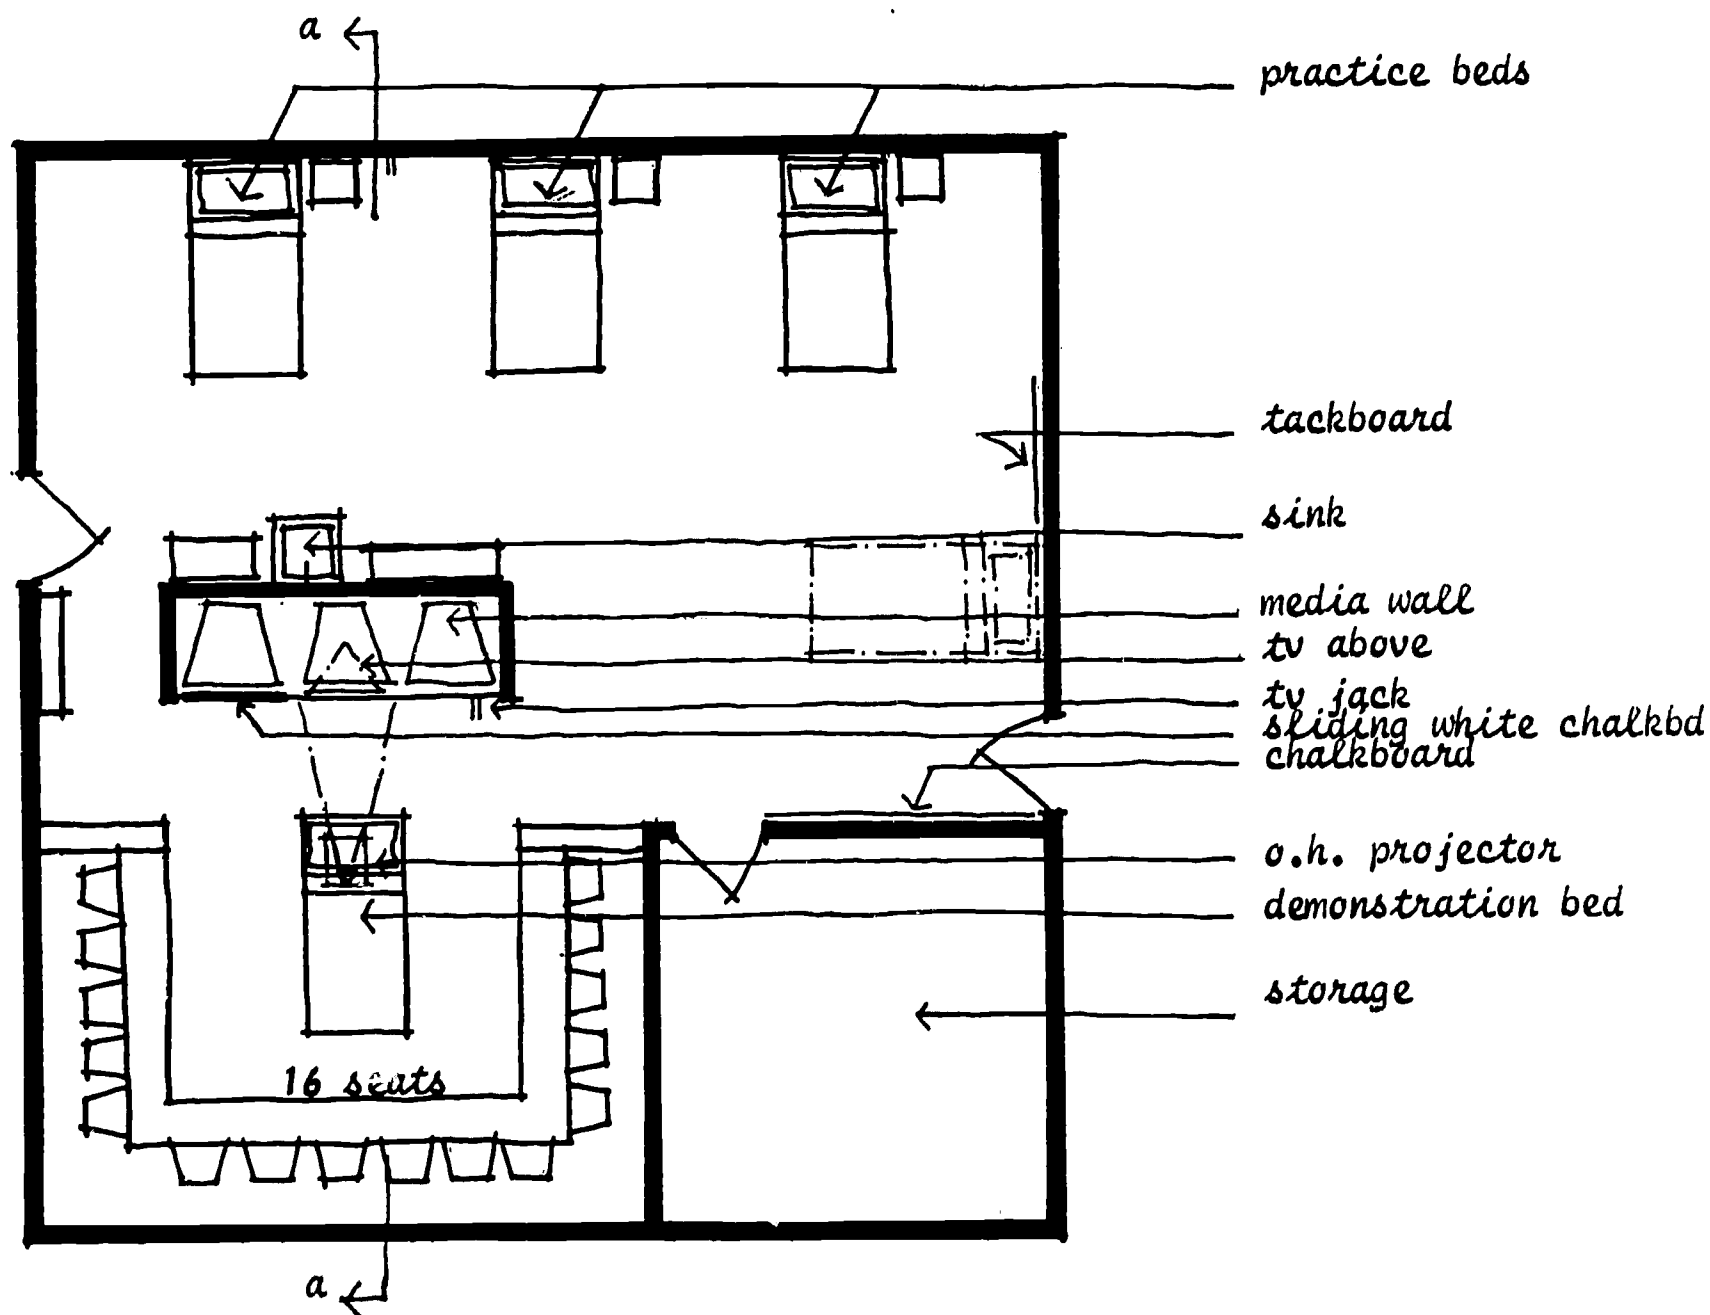 a
practice beds
tackboard
sink
media wall
tv above
tv jack
sliding white chalkbd
chalkboard
o.h. projector
demonstration bed
storage
16 seats
a